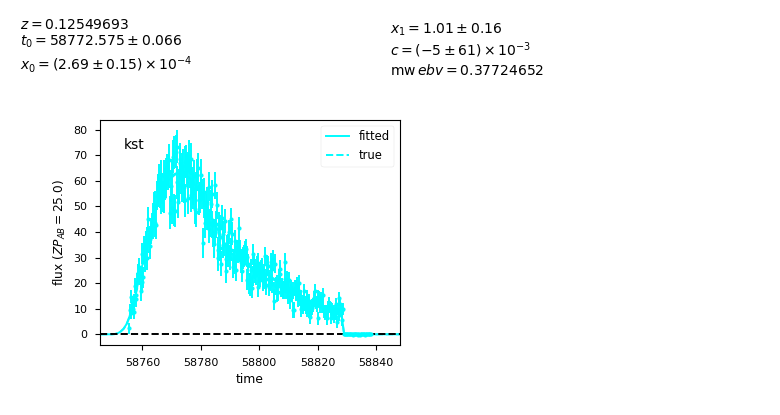 z = 0.12549693
t₀ = 58772.575 ± 0.066
x₀ = (2.69 ± 0.15) × 10⁻⁴
x₁ = 1.01 ± 0.16
c = (−5 ± 61) × 10⁻³
mw ebv = 0.37724652
kst
fitted
true
flux (ZP_AB = 25.0)
80
70
60
50
40
30
20
10
0
58760 58780 58800 58820 58840
time